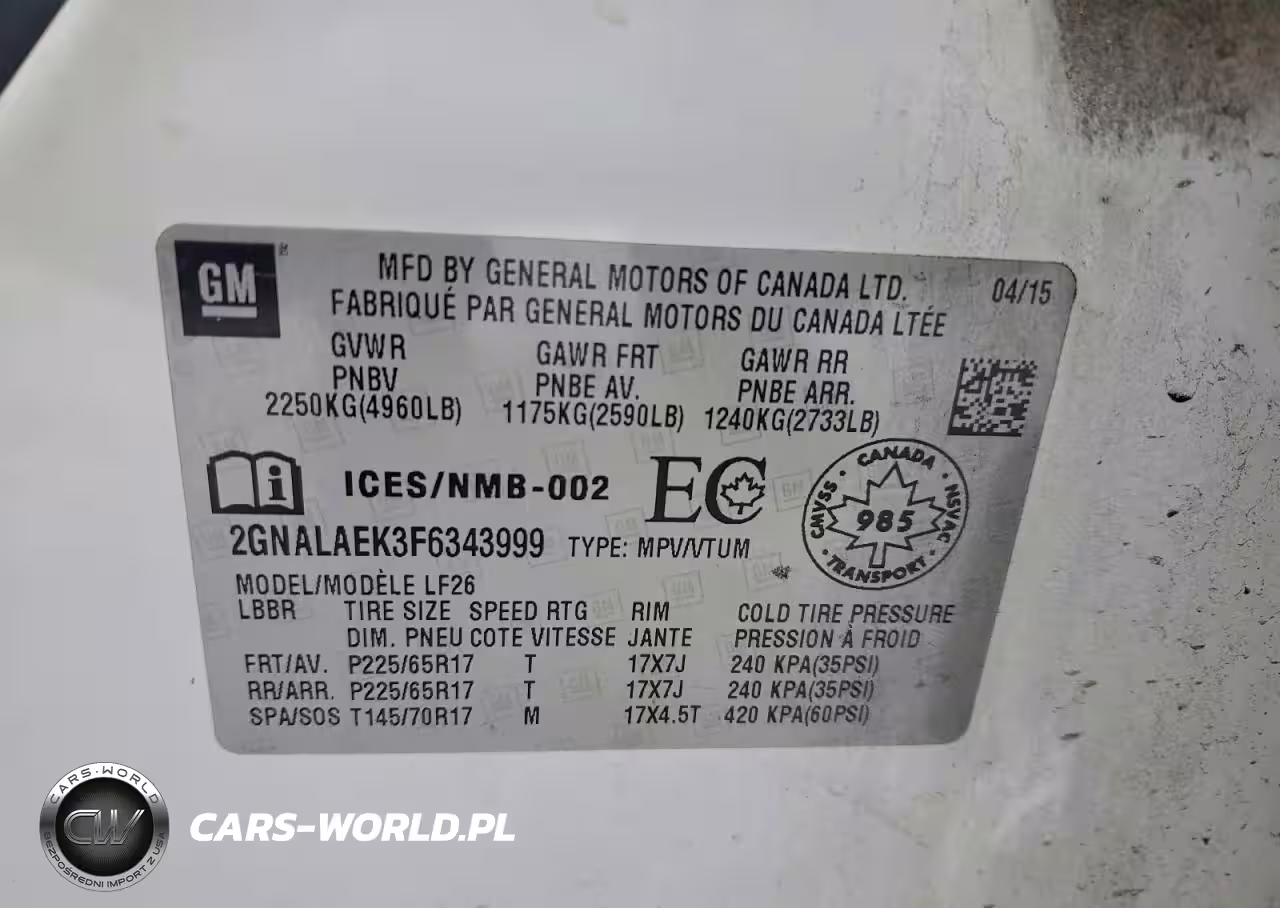 GM
MFD BY GENERAL MOTORS OF CANADA LTD. 04/15
FABRIQUÉ PAR GENERAL MOTORS DU CANADA LTÉE
GVWR GAWR FRT GAWR RR
PNBV PNBE AV. PNBE ARR.
2250KG(4960LB) 1175KG(2590LB) 1240KG(2733LB)
i ICES/NMB-002 EC
CANADA
CMVSS 985 NSVAC
TRANSPORT
2GNALAEK3F6343999 TYPE: MPV/VTUM
MODEL/MODÈLE LF26
LBBR TIRE SIZE SPEED RTG RIM COLD TIRE PRESSURE
DIM. PNEU COTE VITESSE JANTE PRESSION À FROID
FRT/AV. P225/65R17 T 17X7J 240 KPA(35PSI)
RR/ARR. P225/65R17 T 17X7J 240 KPA(35PSI)
SPA/SOS T145/70R17 M 17X4.5T 420 KPA(60PSI)
CARS-WORLD
CW
BEZPOŚREDNI IMPORT Z USA
CARS-WORLD.PL